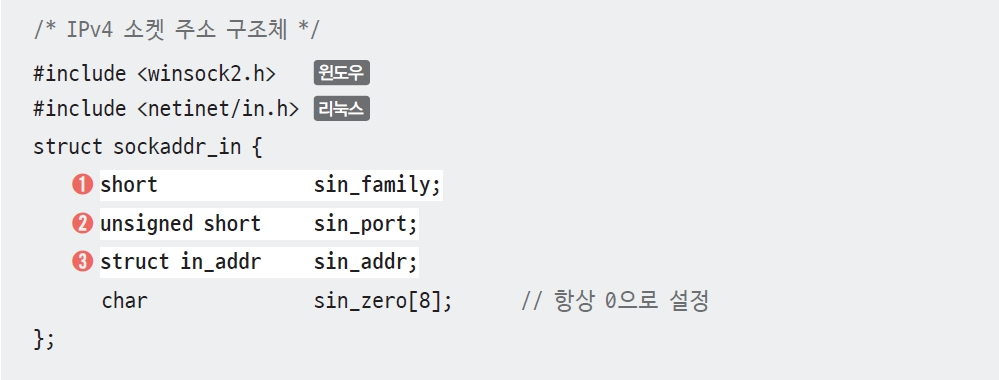 /* IPv4 소켓 주소 구조체 */
#include <winsock2.h> 윈도우
#include <netinet/in.h> 리눅스
struct sockaddr_in {
❶ short sin_family;
❷ unsigned short sin_port;
❸ struct in_addr sin_addr;
char sin_zero[8]; // 항상 0으로 설정
};